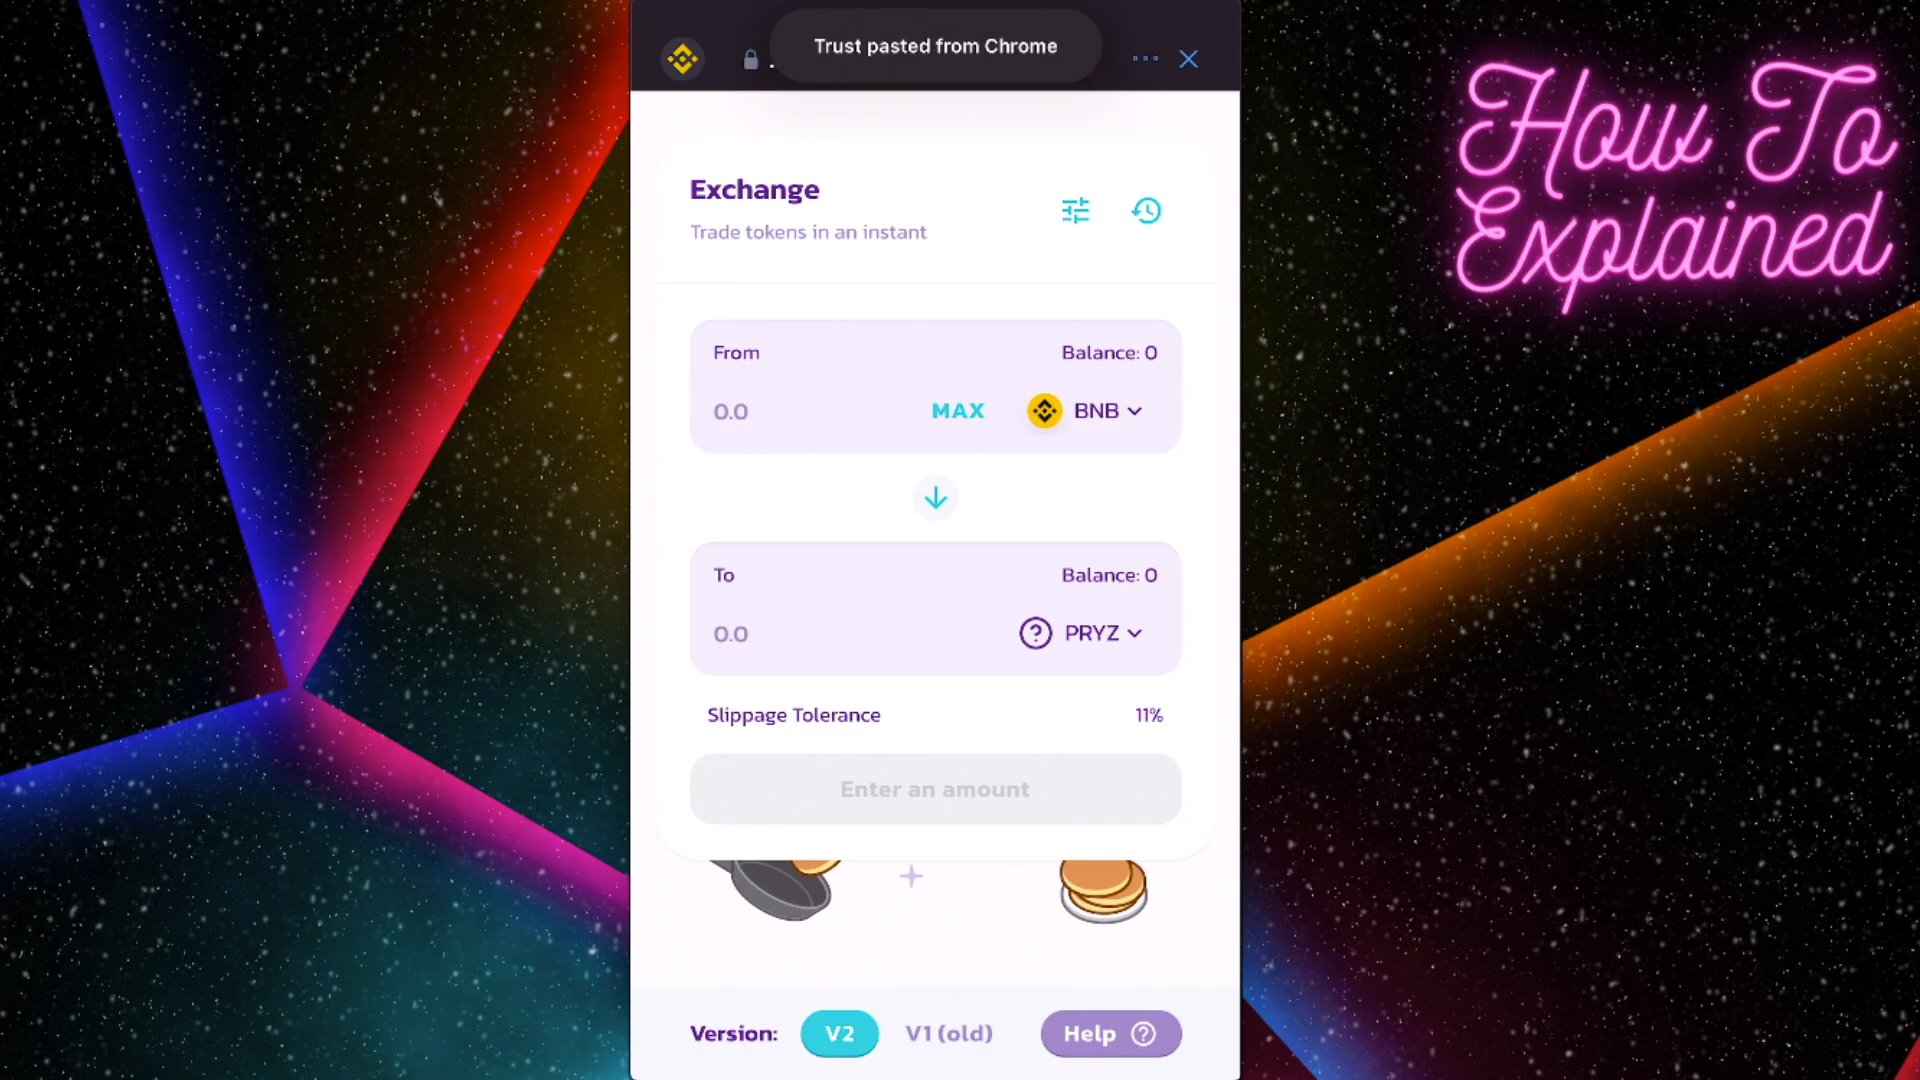 Trust pasted from Chrome
How To
Explained
Exchange
Trade tokens in an instant
From
Balance: 0
0.0
MAX
BNB
To
Balance: 0
0.0
? PRYZ
Slippage Tolerance
11%
Enter an amount
Version:
V2
V1 (old)
Help ?